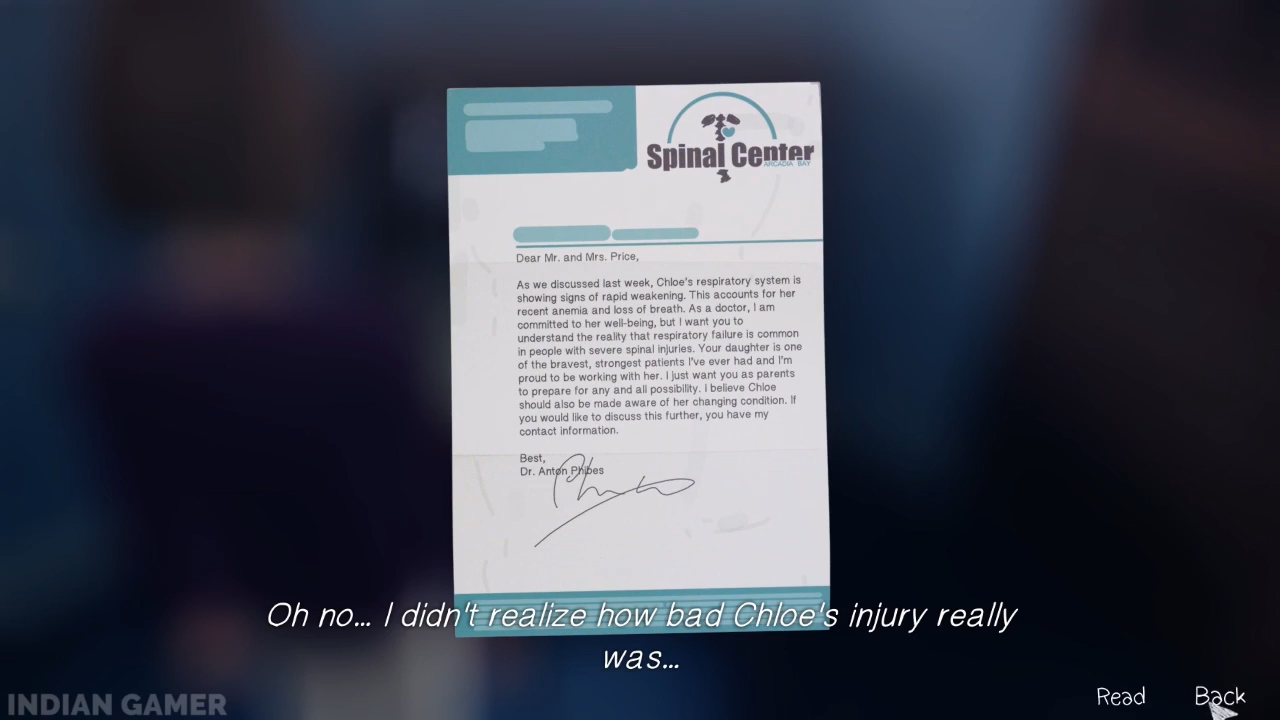 Spinal Center
ARCADIA BAY
Dear Mr. and Mrs. Price,
As we discussed last week, Chloe's respiratory system is
showing signs of rapid weakening. This accounts for her
recent anemia and loss of breath. As a doctor, I am
committed to her well-being, but I want you to
understand the reality that respiratory failure is common
in people with severe spinal injuries. Your daughter is one
of the bravest, strongest patients I've ever had and I'm
proud to be working with her. I just want you as parents
to prepare for any and all possibility. I believe Chloe
should also be made aware of her changing condition. If
you would like to discuss this further, you have my
contact information.
Best,
Dr. Anton Phibes
Oh no... I didn't realize how bad Chloe's injury really
was...
Read
Back
INDIAN GAMER